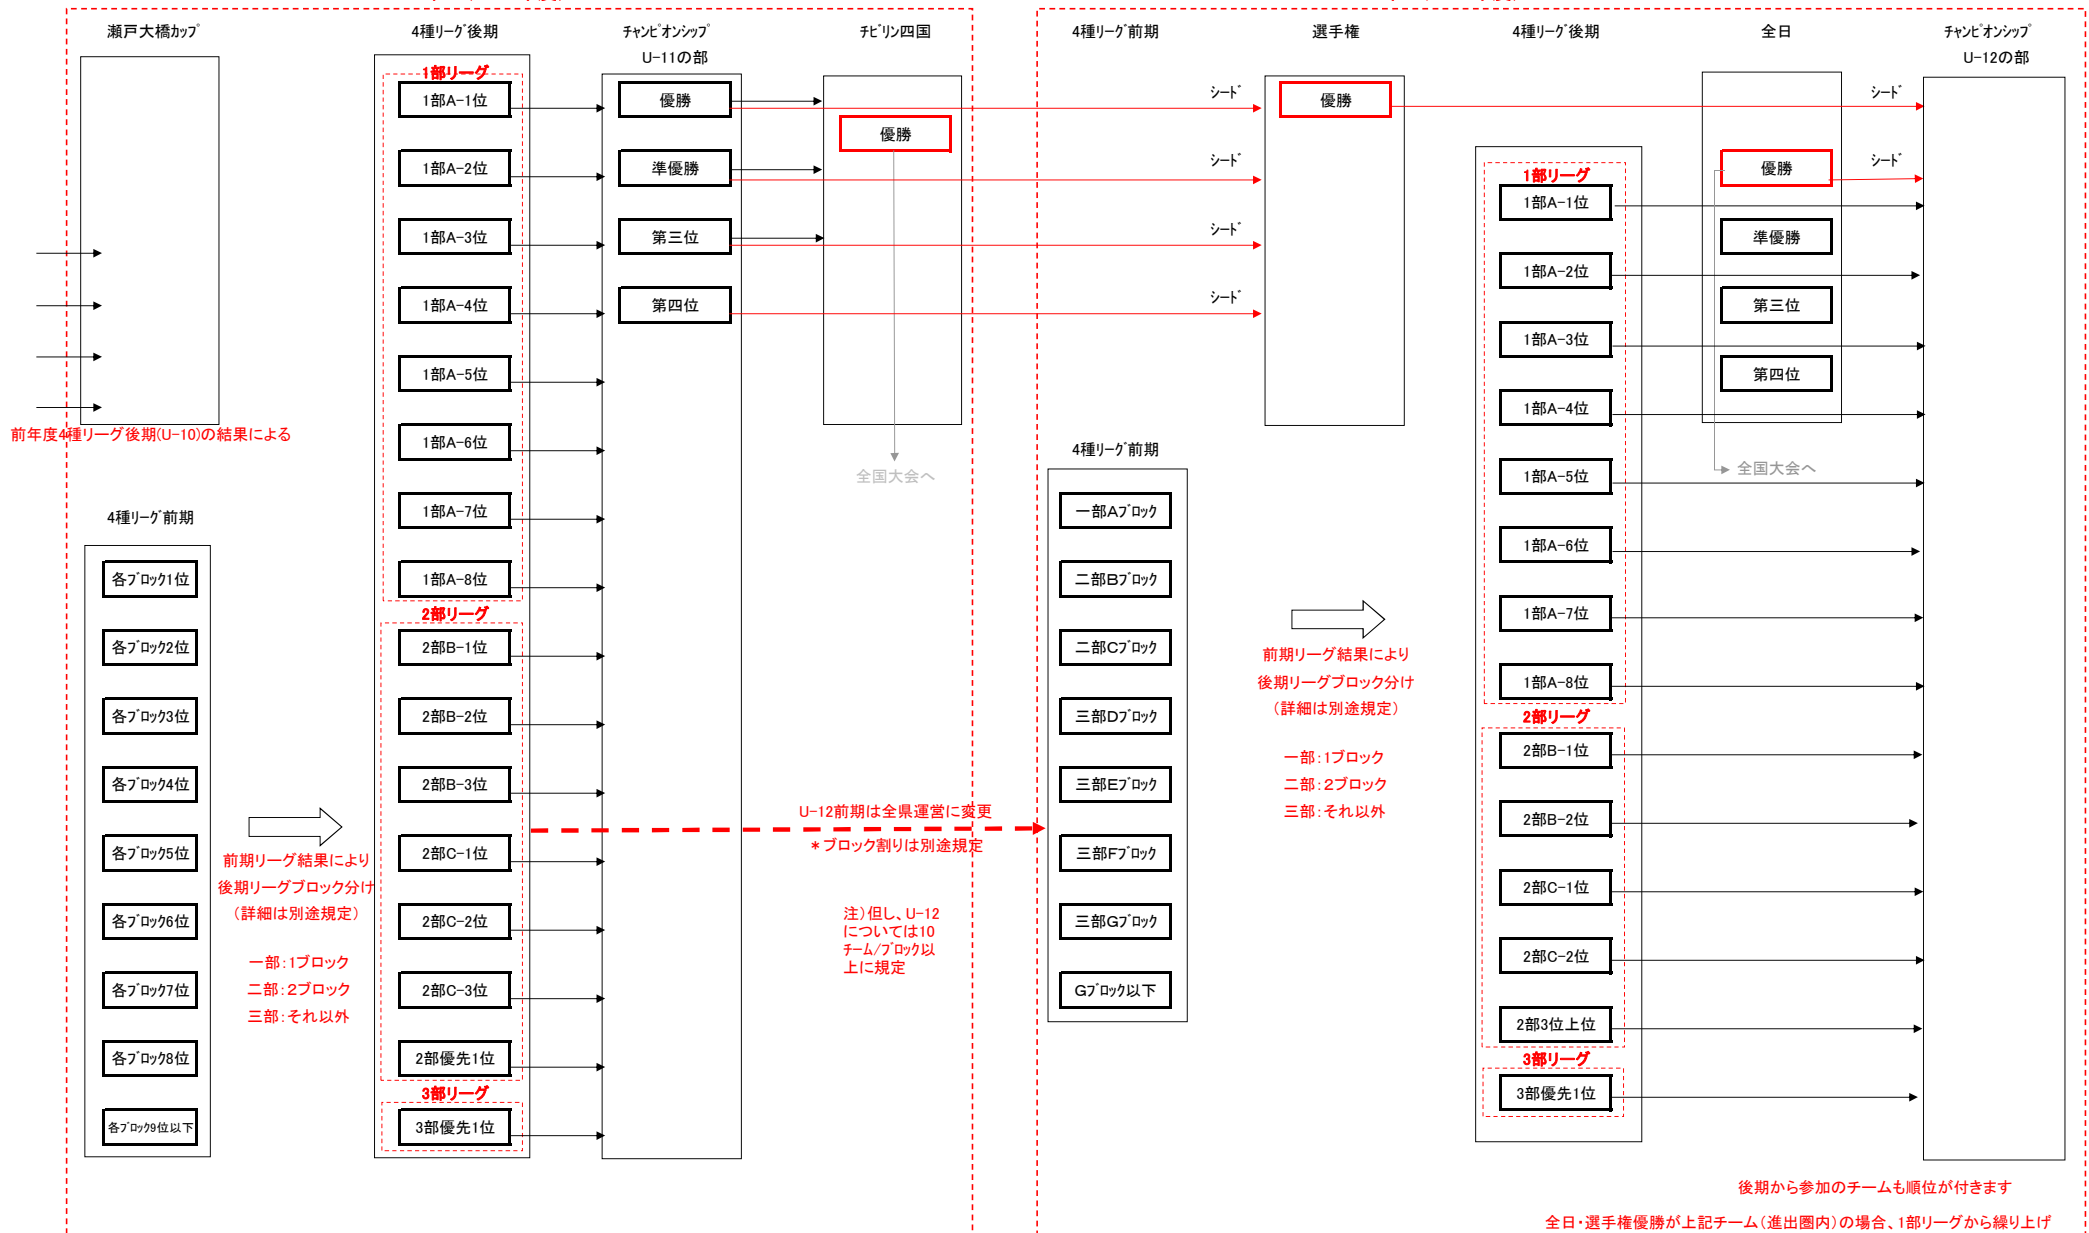 瀬戸大橋カップ
前年度4種リーグ後期(U-10)の結果による
4種リーグ前期
各ブロック1位
各ブロック2位
各ブロック3位
各ブロック4位
各ブロック5位
各ブロック6位
各ブロック7位
各ブロック8位
各ブロック9位以下
前期リーグ結果により
後期リーグブロック分け
（詳細は別途規定）
一部：1ブロック
二部：2ブロック
三部：それ以外
4種リーグ後期
1部リーグ
1部A-1位
1部A-2位
1部A-3位
1部A-4位
1部A-5位
1部A-6位
1部A-7位
1部A-8位
2部リーグ
2部B-1位
2部B-2位
2部B-3位
2部C-1位
2部C-2位
2部C-3位
2部優先1位
3部リーグ
3部優先1位
チャンピオンシップ
U-11の部
優勝
準優勝
第三位
第四位
チビリン四国
優勝
全国大会へ
U-12前期は全県運営に変更
＊ブロック割りは別途規定
注）但し、U-12
については10
チーム/ブロック以
上に規定
4種リーグ前期
シード
シード
シード
シード
4種リーグ前期
一部Aブロック
二部Bブロック
二部Cブロック
三部Dブロック
三部Eブロック
三部Fブロック
三部Gブロック
Gブロック以下
選手権
優勝
前期リーグ結果により
後期リーグブロック分け
（詳細は別途規定）
一部：1ブロック
二部：2ブロック
三部：それ以外
4種リーグ後期
1部リーグ
1部A-1位
1部A-2位
1部A-3位
1部A-4位
1部A-5位
1部A-6位
1部A-7位
1部A-8位
2部リーグ
2部B-1位
2部B-2位
2部C-1位
2部C-2位
2部3位上位
3部リーグ
3部優先1位
全日
優勝
準優勝
第三位
第四位
全国大会へ
シード
シード
チャンピオンシップ
U-12の部
後期から参加のチームも順位が付きます
全日・選手権優勝が上記チーム（進出圏内）の場合、1部リーグから繰り上げ